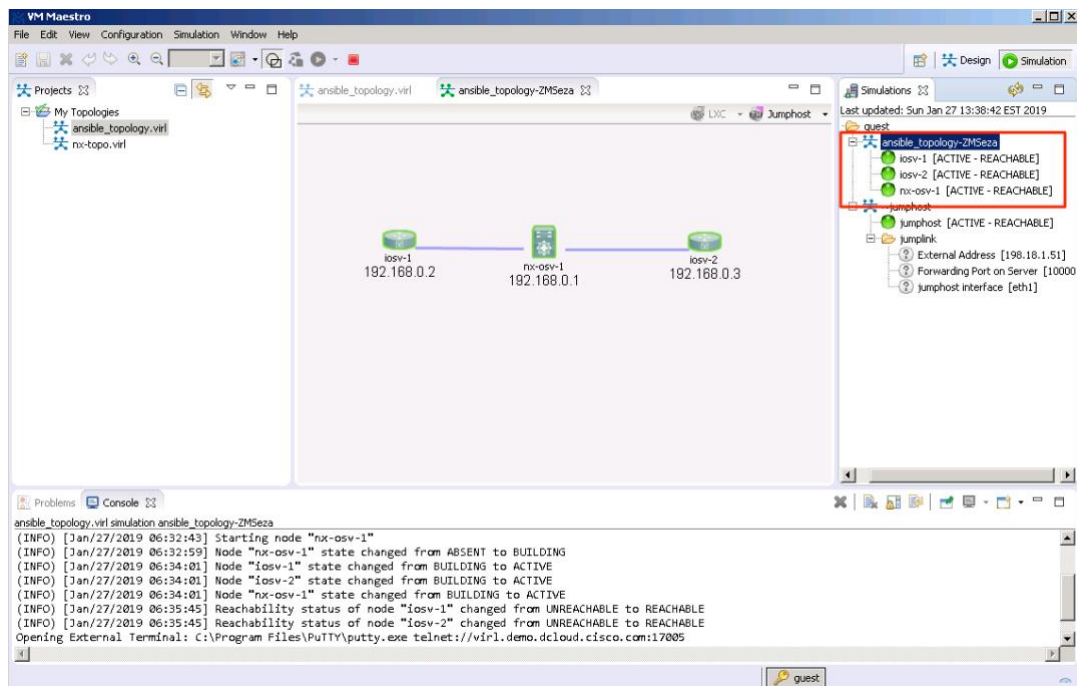 VM Maestro
File Edit View Configuration Simulation Window Help
Design Simulation
Projects
My Topologies
ansible_topology.virl
nx-topo.virl
ansible_topology.virl ansible_topology-ZMSeza
LXC Jumphost
iosv-1
192.168.0.2
nx-osv-1
192.168.0.1
iosv-2
192.168.0.3
Simulations
Last updated: Sun Jan 27 13:38:42 EST 2019
guest
ansible_topology-ZMSeza
iosv-1 [ACTIVE - REACHABLE]
iosv-2 [ACTIVE - REACHABLE]
nx-osv-1 [ACTIVE - REACHABLE]
~jumphost
jumphost [ACTIVE - REACHABLE]
jumplink
External Address [198.18.1.51]
Forwarding Port on Server [10000
jumphost interface [eth1]
Problems Console
ansible_topology.virl simulation ansible_topology-ZMSeza
(INFO) [Jan/27/2019 06:32:43] Starting node "nx-osv-1"
(INFO) [Jan/27/2019 06:32:59] Node "nx-osv-1" state changed from ABSENT to BUILDING
(INFO) [Jan/27/2019 06:34:01] Node "iosv-1" state changed from BUILDING to ACTIVE
(INFO) [Jan/27/2019 06:34:01] Node "iosv-2" state changed from BUILDING to ACTIVE
(INFO) [Jan/27/2019 06:34:01] Node "nx-osv-1" state changed from BUILDING to ACTIVE
(INFO) [Jan/27/2019 06:35:45] Reachability status of node "iosv-1" changed from UNREACHABLE to REACHABLE
(INFO) [Jan/27/2019 06:35:45] Reachability status of node "iosv-2" changed from UNREACHABLE to REACHABLE
Opening External Terminal: C:\Program Files\PuTTY\putty.exe telnet://virl.demo.dcloud.cisco.com:17005
guest